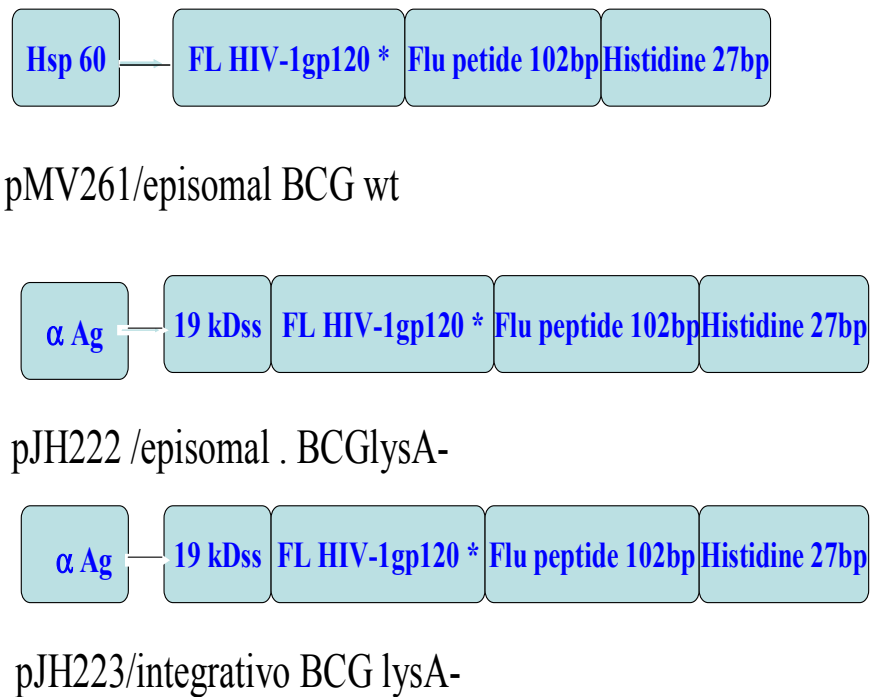 Hsp 60 FL HIV-1gp120 * Flu petide 102bp Histidine 27bp
pMV261/episomal BCG wt
α Ag 19 kDss FL HIV-1gp120 * Flu peptide 102bp Histidine 27bp
pJH222 /episomal . BCGlysA-
α Ag 19 kDss FL HIV-1gp120 * Flu peptide 102bp Histidine 27bp
pJH223/integrativo BCG lysA-